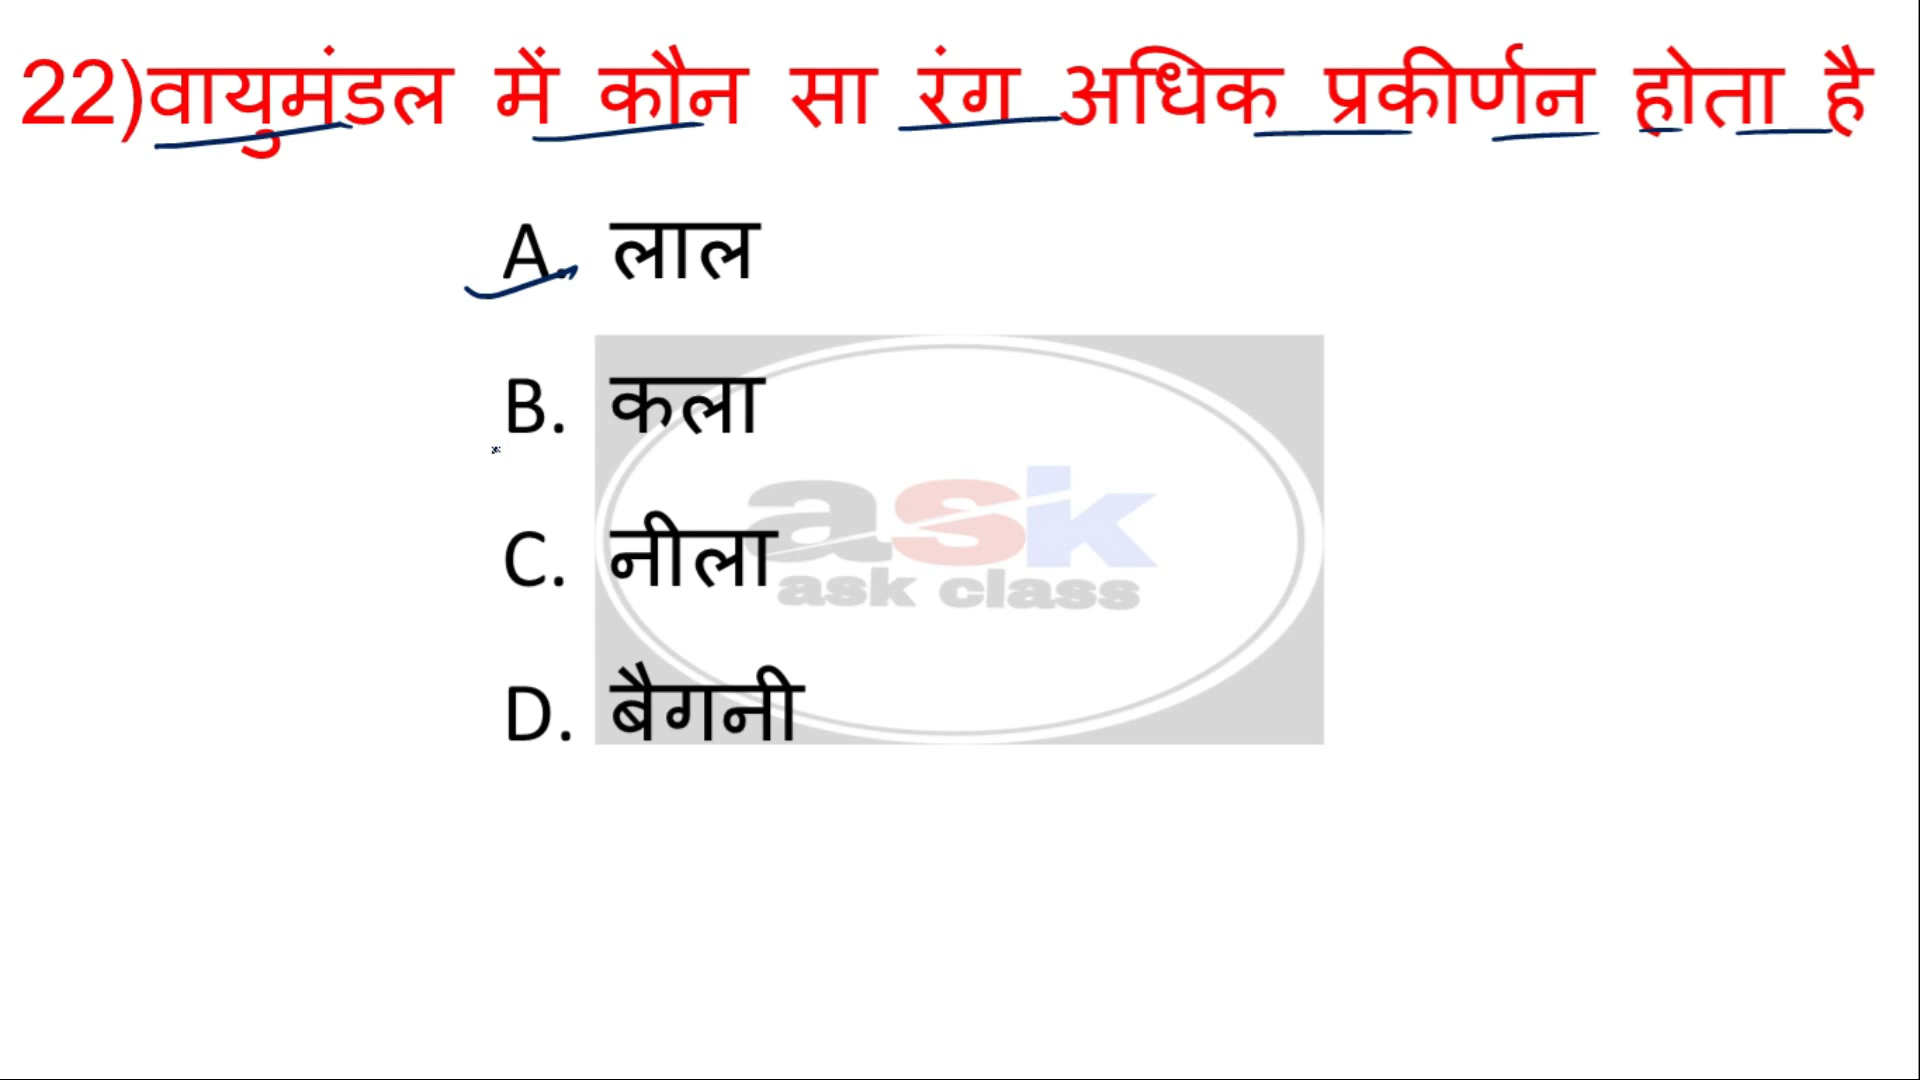 22)वायुमंडल में कौन सा रंग अधिक प्रकीर्णन होता है
A. लाल
B. कला
C. नीला
D. बैगनी
ask
ask class